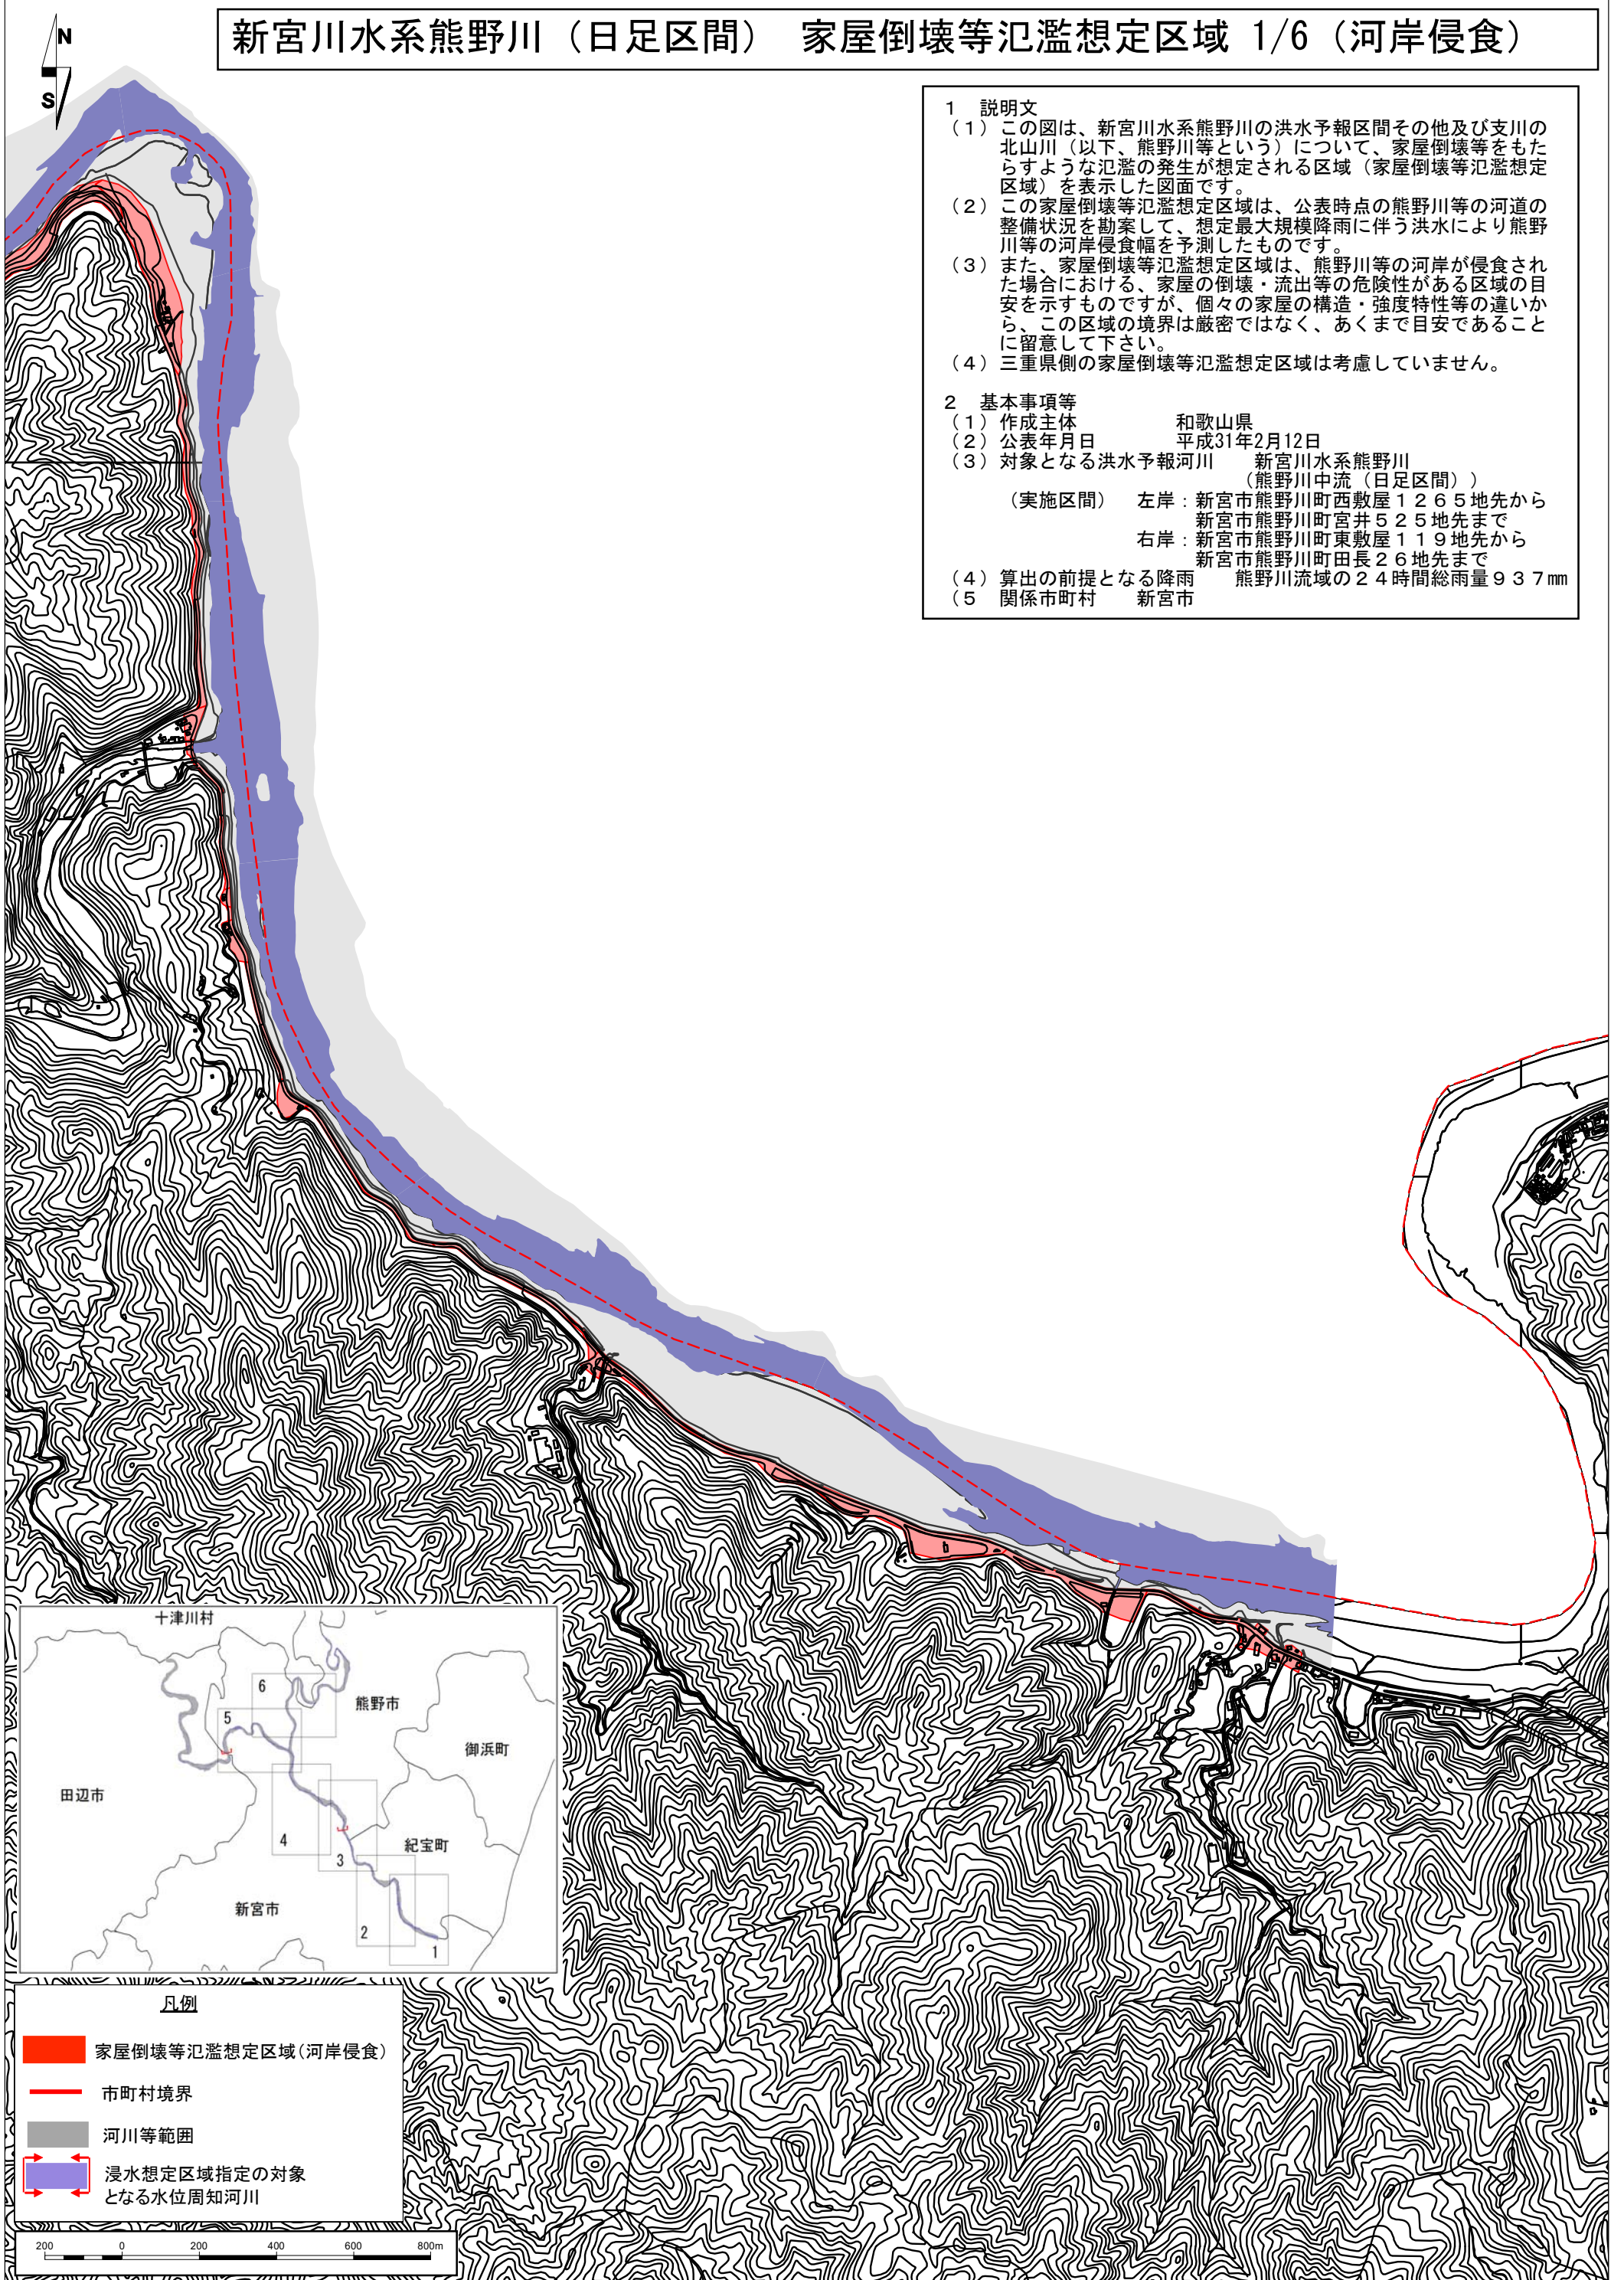 新宮川水系熊野川（日足区間）　家屋倒壊等氾濫想定区域 1/6（河岸侵食）
N
S
１　説明文
（１）この図は、新宮川水系熊野川の洪水予報区間その他及び支川の
北山川（以下、熊野川等という）について、家屋倒壊等をもた
らすような氾濫の発生が想定される区域（家屋倒壊等氾濫想定
区域）を表示した図面です。
（２）この家屋倒壊等氾濫想定区域は、公表時点の熊野川等の河道の
整備状況を勘案して、想定最大規模降雨に伴う洪水により熊野
川等の河岸侵食幅を予測したものです。
（３）また、家屋倒壊等氾濫想定区域は、熊野川等の河岸が侵食され
た場合における、家屋の倒壊・流出等の危険性がある区域の目
安を示すものですが、個々の家屋の構造・強度特性等の違いか
ら、この区域の境界は厳密ではなく、あくまで目安であること
に留意して下さい。
（４）三重県側の家屋倒壊等氾濫想定区域は考慮していません。
２　基本事項等
（１）作成主体　　　　　和歌山県
（２）公表年月日　　　　平成31年2月12日
（３）対象となる洪水予報河川　　新宮川水系熊野川
（熊野川中流（日足区間））
（実施区間）　左岸：新宮市熊野川町西敷屋１２６５地先から
新宮市熊野川町宮井５２５地先まで
右岸：新宮市熊野川町東敷屋１１９地先から
新宮市熊野川町田長２６地先まで
（４）算出の前提となる降雨　　熊野川流域の２４時間総雨量９３７㎜
（５　関係市町村　　新宮市
十津川村
6
熊野市
5
御浜町
田辺市
4
紀宝町
3
新宮市
2
1
凡例
家屋倒壊等氾濫想定区域(河岸侵食)
市町村境界
河川等範囲
浸水想定区域指定の対象
となる水位周知河川
200 0 200 400 600 800m